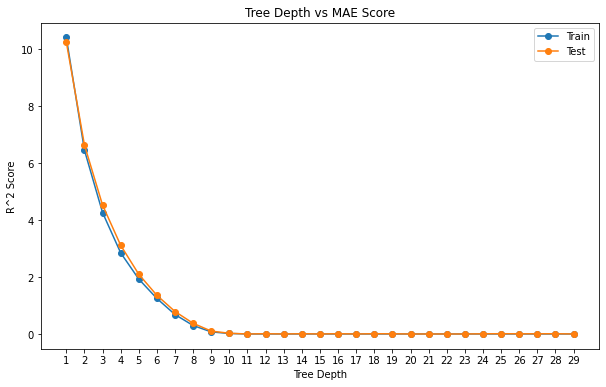 Tree Depth vs MAE Score
Train
Test
10
8
6
4
2
0
R^2 Score
1 2 3 4 5 6 7 8 9 10 11 12 13 14 15 16 17 18 19 20 21 22 23 24 25 26 27 28 29
Tree Depth